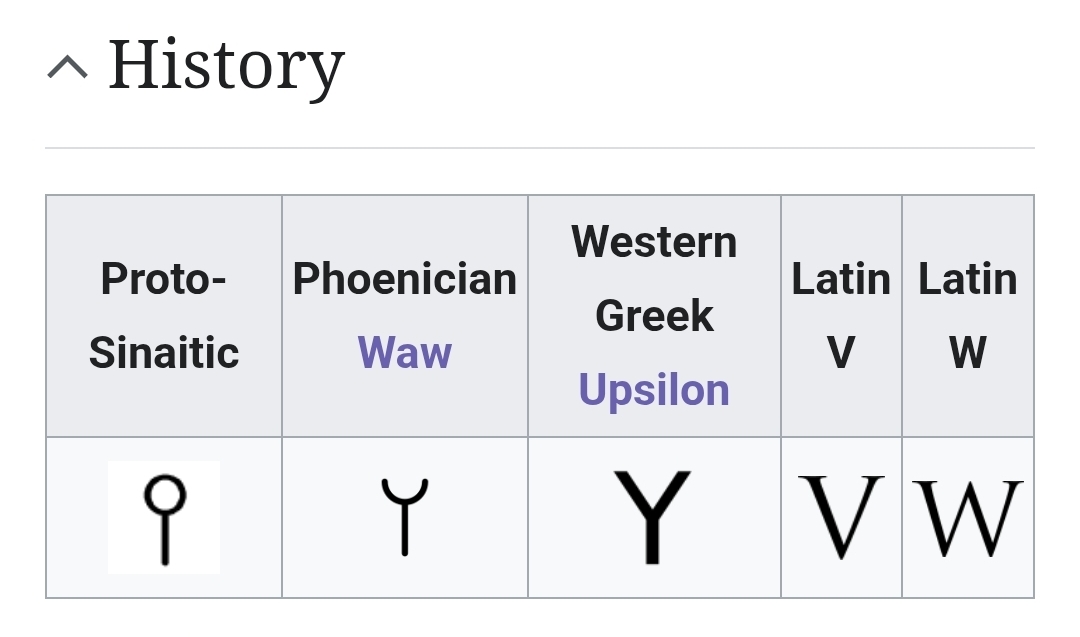 History
Proto-
Sinaitic
Phoenician
Waw
Western
Greek
Upsilon
Latin
V
Latin
W
Y
V
W